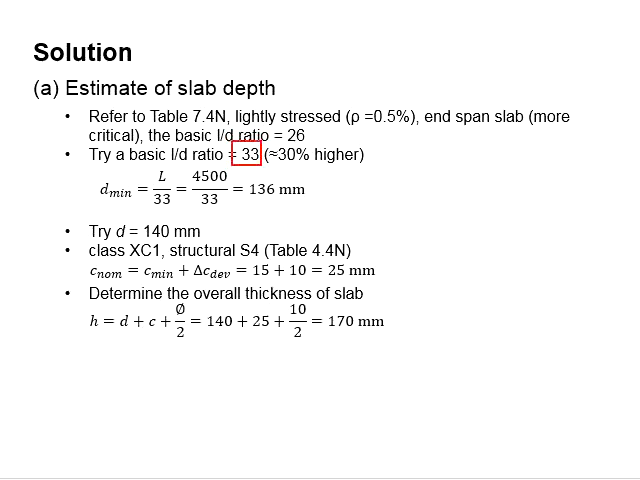 Solution
(a) Estimate of slab depth
• Refer to Table 7.4N, lightly stressed (ρ =0.5%), end span slab (more
critical), the basic l/d ratio = 26
• Try a basic l/d ratio = 33 (≈30% higher)
d_min = L/33 = 4500/33 = 136 mm
• Try d = 140 mm
• class XC1, structural S4 (Table 4.4N)
c_nom = c_min + Δc_dev = 15 + 10 = 25 mm
• Determine the overall thickness of slab
h = d + c + Ø/2 = 140 + 25 + 10/2 = 170 mm